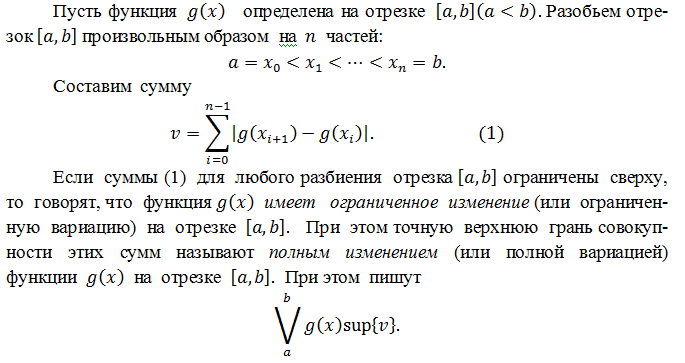 Пусть функция g(x) определена на отрезке [a, b](a < b). Разобьем отре-
зок [a, b] произвольным образом на n частей:
a = x₀ < x₁ < ⋯ < xₙ = b.
Составим сумму
v = ∑_{i=0}^{n−1} |g(x_{i+1}) − g(x_i)|. (1)
Если суммы (1) для любого разбиения отрезка [a, b] ограничены сверху,
то говорят, что функция g(x) имеет ограниченное изменение (или ограничен-
ную вариацию) на отрезке [a, b]. При этом точную верхнюю грань совокуп-
ности этих сумм называют полным изменением (или полной вариацией)
функции g(x) на отрезке [a, b]. При этом пишут
⋁_{a}^{b} g(x)sup{v}.